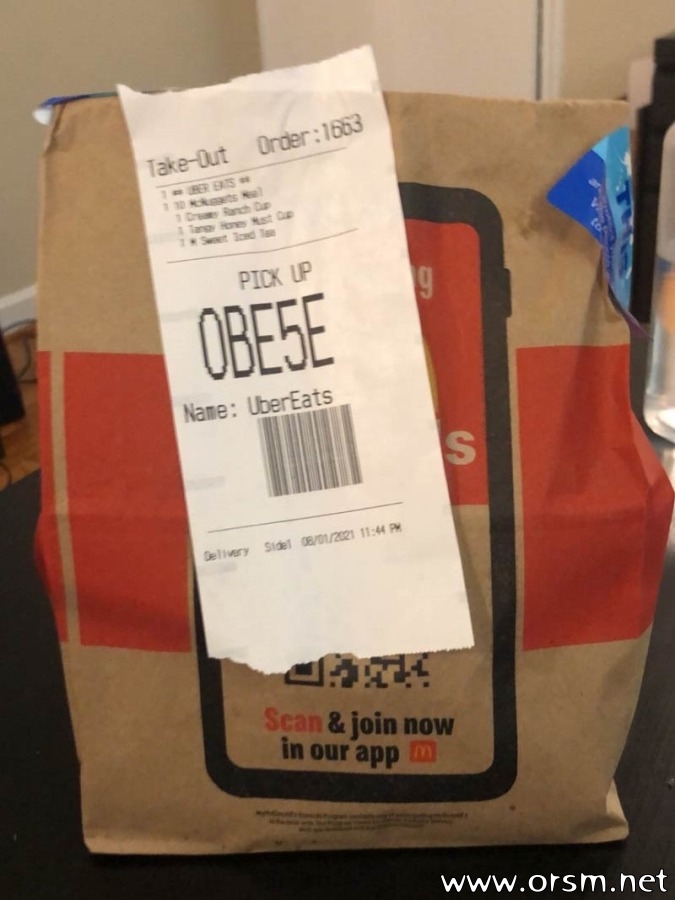 Take-Out Order:1663
1 ** UBER EATS **
1 10 McNuggets Meal
1 Creamy Ranch Cup
1 Tangy Honey Must Cup
1 M Sweet Iced Tea
PICK UP
0BE5E
Name: UberEats
Delivery Side1 08/01/2021 11:44 PM
g
s
Scan & join now
in our app
www.orsm.net